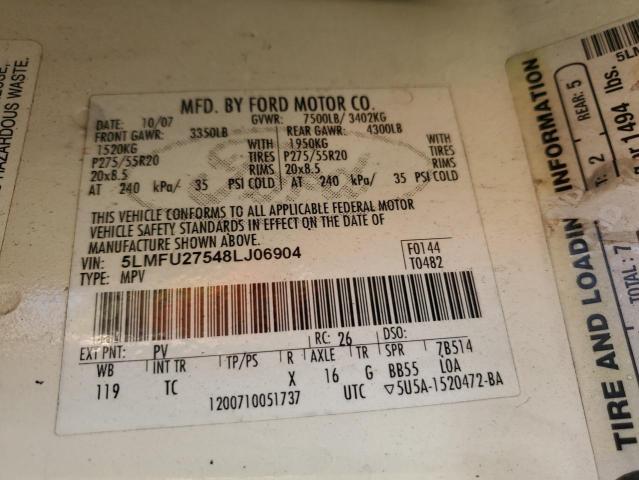 MFD. BY FORD MOTOR CO.
DATE: 10/07 GVWR: 7500LB/ 3402KG
FRONT GAWR: 3350LB REAR GAWR: 4300LB
1520KG WITH 1950KG WITH
P275/55R20 TIRES P275/55R20 TIRES
20x8.5 RIMS 20x8.5 RIMS
AT 240 kPa/ 35 PSI COLD AT 240 kPa/ 35 PSI COLD
THIS VEHICLE CONFORMS TO ALL APPLICABLE FEDERAL MOTOR
VEHICLE SAFETY STANDARDS IN EFFECT ON THE DATE OF
MANUFACTURE SHOWN ABOVE.
VIN: 5LMFU27548LJ06904 F0144
TYPE: MPV T0482
EXT PNT: PV RC: 26 DSO:
WB INT TR TP/PS R AXLE TR SPR 7B514
119 TC X 16 G BB55 LOA
1200710051737 UTC 5U5A-1520472-BA
HAZARDOUS WASTE.
TIRE AND LOADIN INFORMATION
TOTAL: 7
: 2
REAR: 5
1494 lbs.
5LM